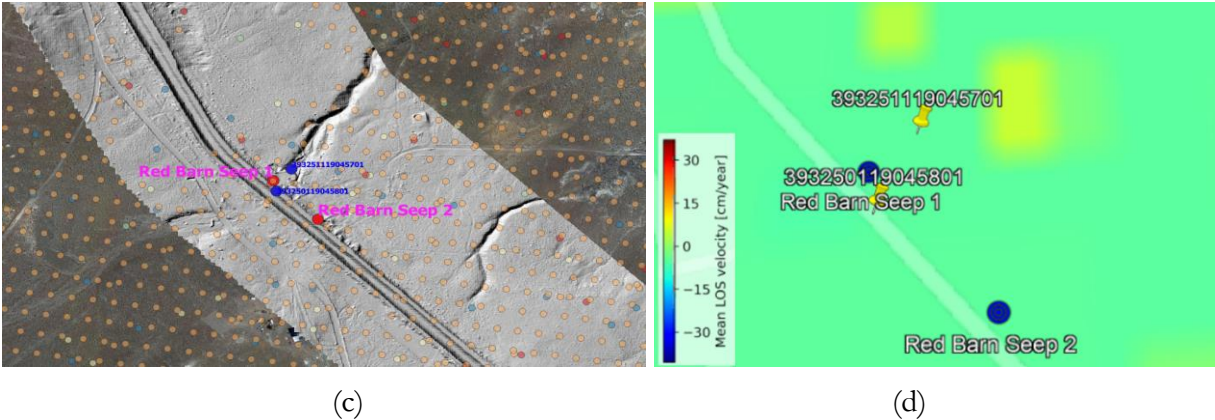 Red Barn Seep 1
393251119045701
393250119045801
Red Barn Seep 2
(c)
393251119045701
393250119045801
Red Barn Seep 1
Red Barn Seep 2
Mean LOS velocity [cm/year]
30
15
0
−15
−30
(d)